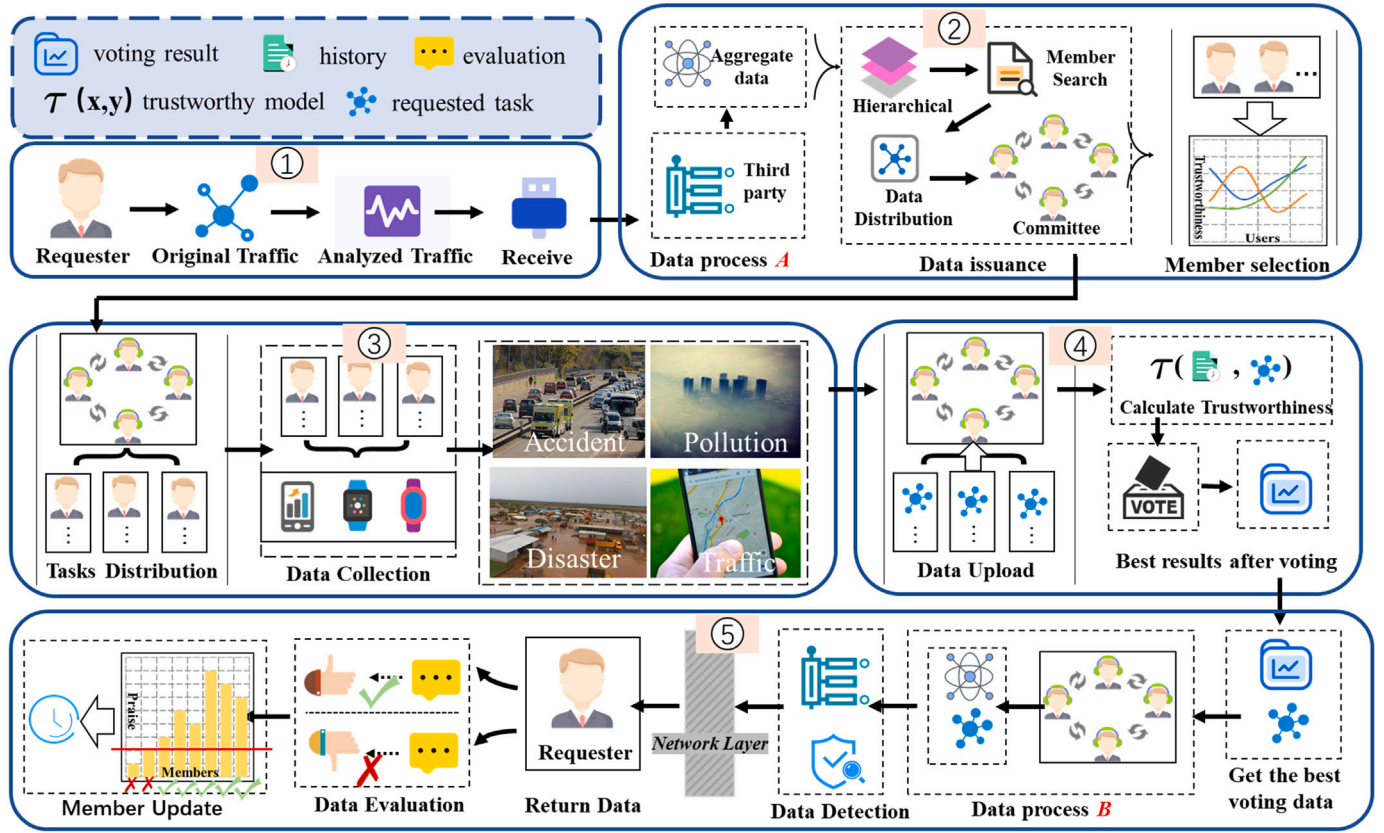 voting result
history
evaluation
τ (x,y) trustworthy model
requested task
①
Requester
Original Traffic
Analyzed Traffic
Receive
②
Aggregate
data
Third
party
Data process A
Hierarchical
Member
Search
Data
Distribution
Committee
Data issuance
...
Trustworthiness
Users
Member selection
③
Tasks Distribution
Data Collection
Accident
Pollution
Disaster
Traffic
④
Data Upload
τ( , )
Calculate Trustworthiness
VOTE
Best results after voting
⑤
Get the best
voting data
Data process B
Data Detection
Network Layer
Requester
Return Data
Data Evaluation
Praise
Members
Member Update